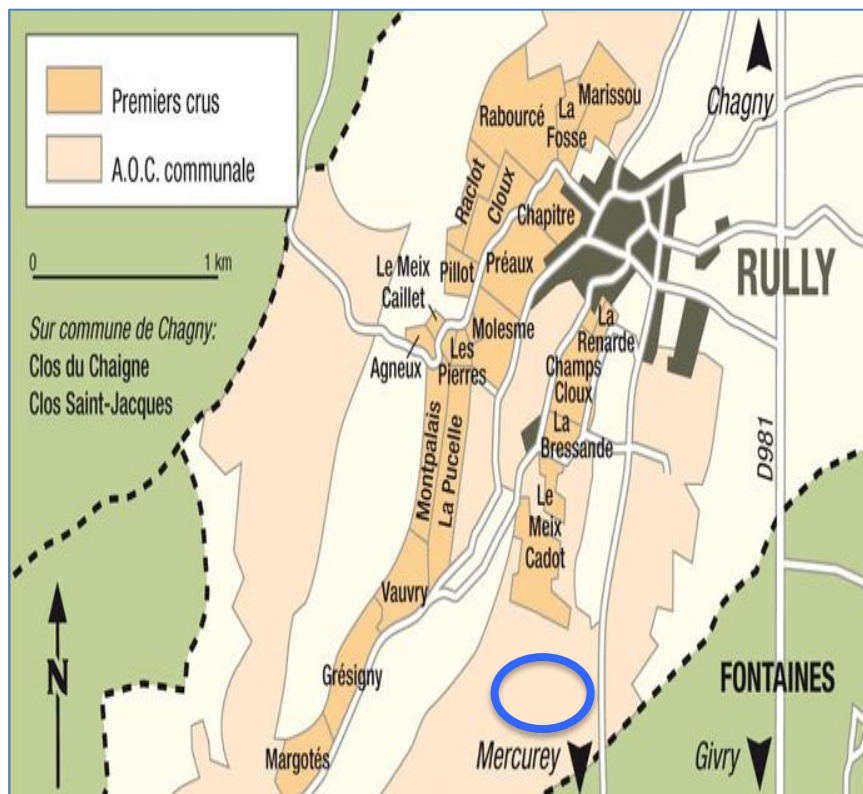 Premiers crus
A.O.C. communale
0 1 km
Sur commune de Chagny:
Clos du Chaigne
Clos Saint-Jacques
N
Chagny
Marissou
La
Fosse
Rabourcé
Raclot
Cloux
Chapitre
Préaux
Pillot
Le Meix
Caillet
Agneux
Molesme
Les
Pierres
RULLY
La
Renarde
Champs
Cloux
La
Bressande
Montpalais
La Pucelle
Le
Meix
Cadot
D981
Vauvry
Grésigny
Margotés
FONTAINES
Mercurey
Givry